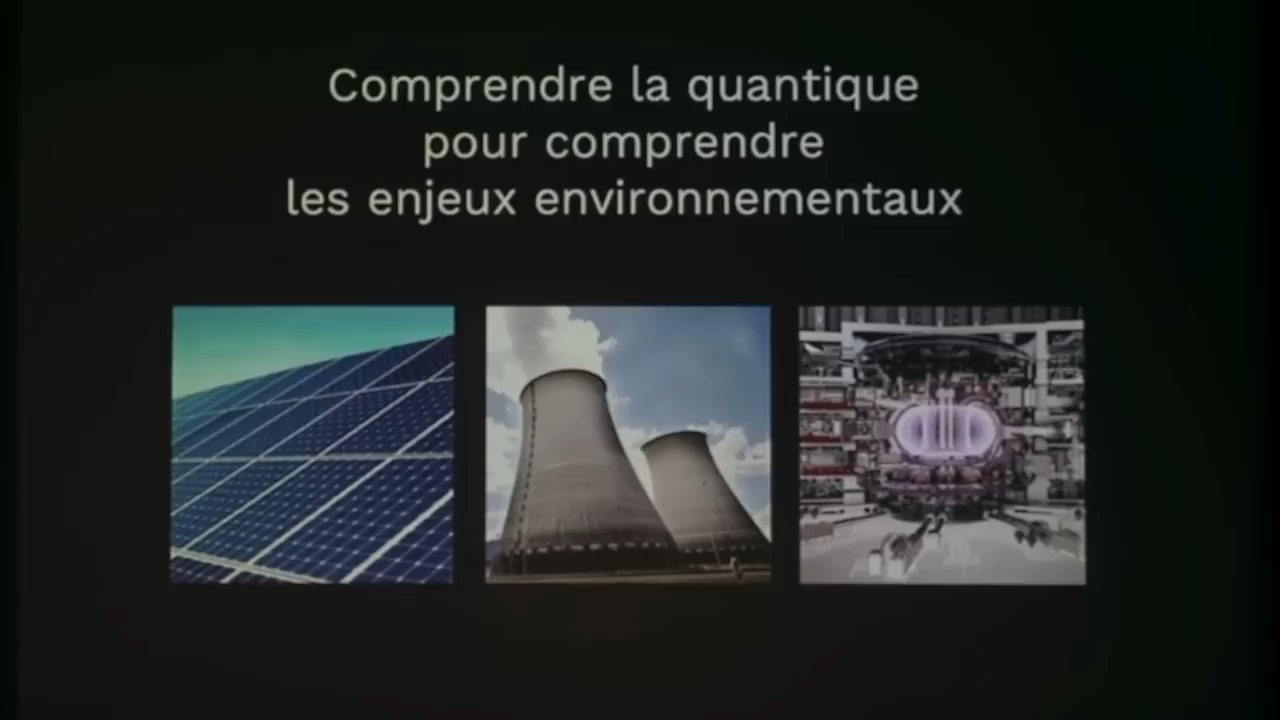 Comprendre la quantique
pour comprendre
les enjeux environnementaux